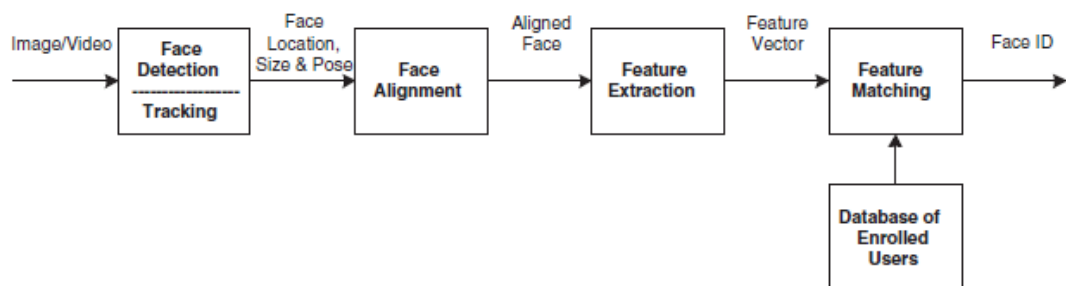 Image/Video
Face
Detection
Tracking
Face
Location,
Size & Pose
Face
Alignment
Aligned
Face
Feature
Extraction
Feature
Vector
Feature
Matching
Face ID
Database of
Enrolled
Users